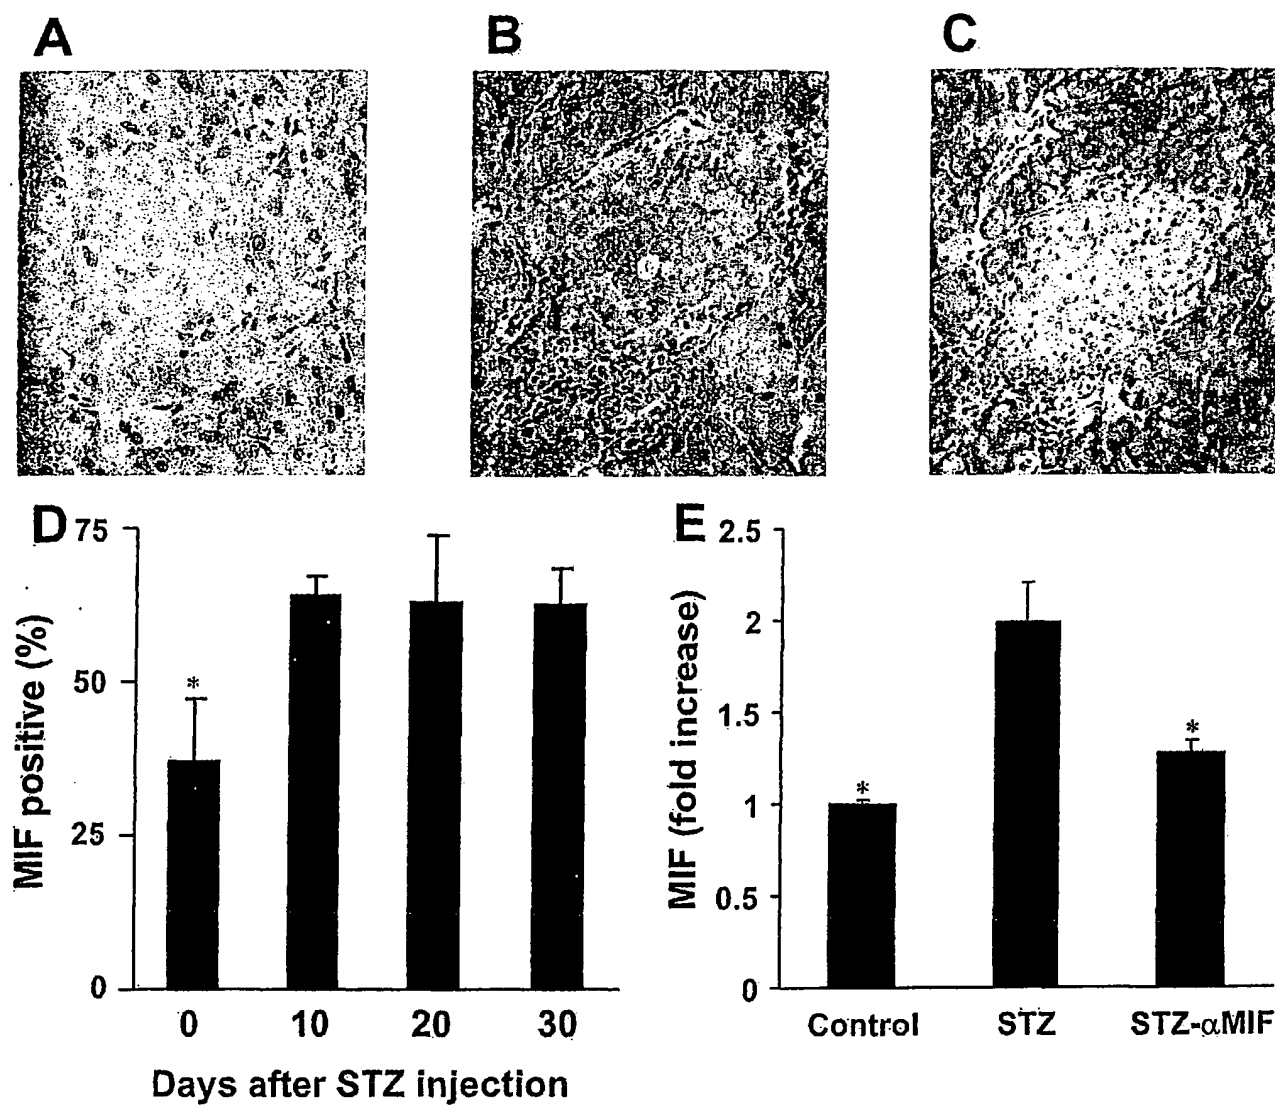 A
B
C
D
75
50
25
0
MIF positive (%)
*
0 10 20 30
Days after STZ injection
E
2.5
2
1.5
1
0.5
0
MIF (fold increase)
*
*
Control STZ STZ-αMIF